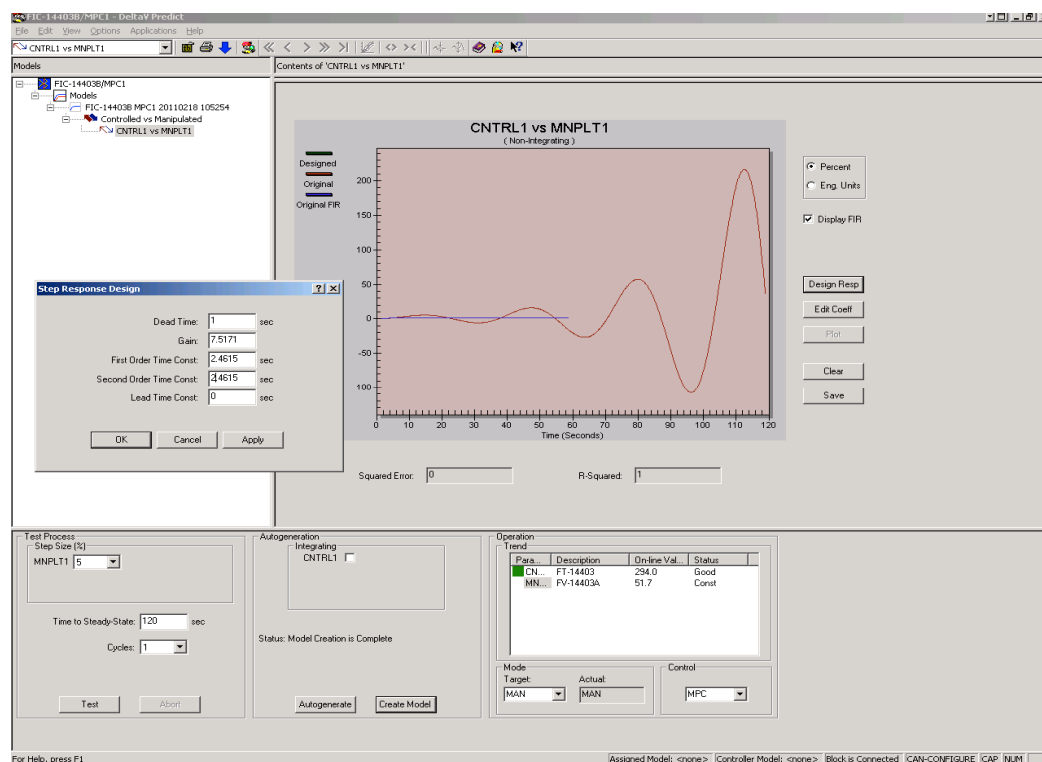 FIC-14403B/MPC1 - DeltaV Predict
File Edit View Options Applications Help
CNTRL1 vs MNPLT1
Models
Contents of 'CNTRL1 vs MNPLT1'
FIC-14403B/MPC1
Models
FIC-14403B MPC1 20110218 105254
Controlled vs Manipulated
CNTRL1 vs MNPLT1
CNTRL1 vs MNPLT1
( Non-Integrating )
Designed
Original
Original FIR
200
150
100
50
0
-50
100
0 10 20 30 40 50 60 70 80 90 100 110 120
Time (Seconds)
Percent
Eng. Units
Display FIR
Design Resp
Edit Coeff
Plot
Clear
Save
Squared Error: 0
R-Squared: 1
Step Response Design
Dead Time: 1 sec
Gain: 7.5171
First Order Time Const: 2.4615 sec
Second Order Time Const: 2.4615 sec
Lead Time Const: 0 sec
OK Cancel Apply
Test Process
Step Size (%)
MNPLT1 5
Time to Steady-State: 120 sec
Cycles: 1
Test Abort
Autogeneration
Integrating
CNTRL1
Status: Model Creation is Complete
Autogenerate Create Model
Operation
Trend
Para... Description On-line Val... Status
CN... FT-14403 294.0 Good
MN... FV-14403A 51.7 Const
Mode
Target: Actual:
MAN MAN
Control
MPC
For Help, press F1
Assigned Model: <none> Controller Model: <none> Block is Connected CAN-CONFIGURE CAP NUM